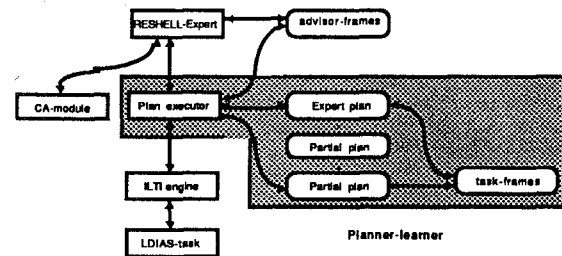 RESHELL-Expert
advisor-frames
CA-module
Plan executor
Expert plan
Partial plan
Partial plan
task-frames
ILTI engine
LDIAS-task
Planner-learner